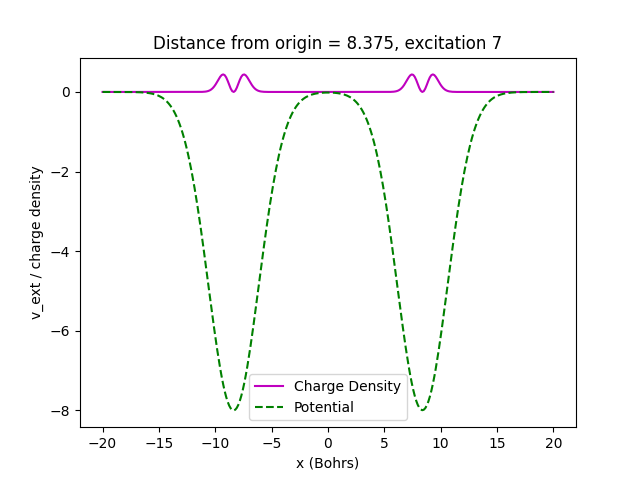 Distance from origin = 8.375, excitation 7
v_ext / charge density
0
−2
−4
−6
−8
Charge Density
Potential
−20 −15 −10 −5 0 5 10 15 20
x (Bohrs)